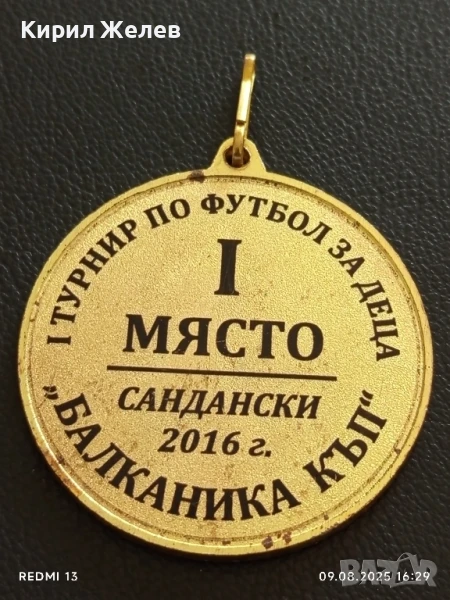 Кирил Желев
I ТУРНИР ПО ФУТБОЛ ЗА ДЕЦА
I
МЯСТО
САНДАНСКИ
2016 г.
„БАЛКАНИКА КЪП“
BAZAR
REDMI 13
09.08.2025 16:29